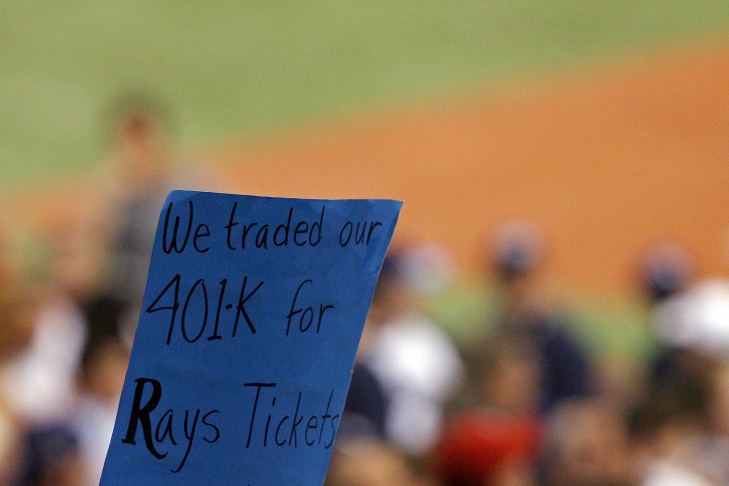 We traded our
401-K for
Rays Tickets